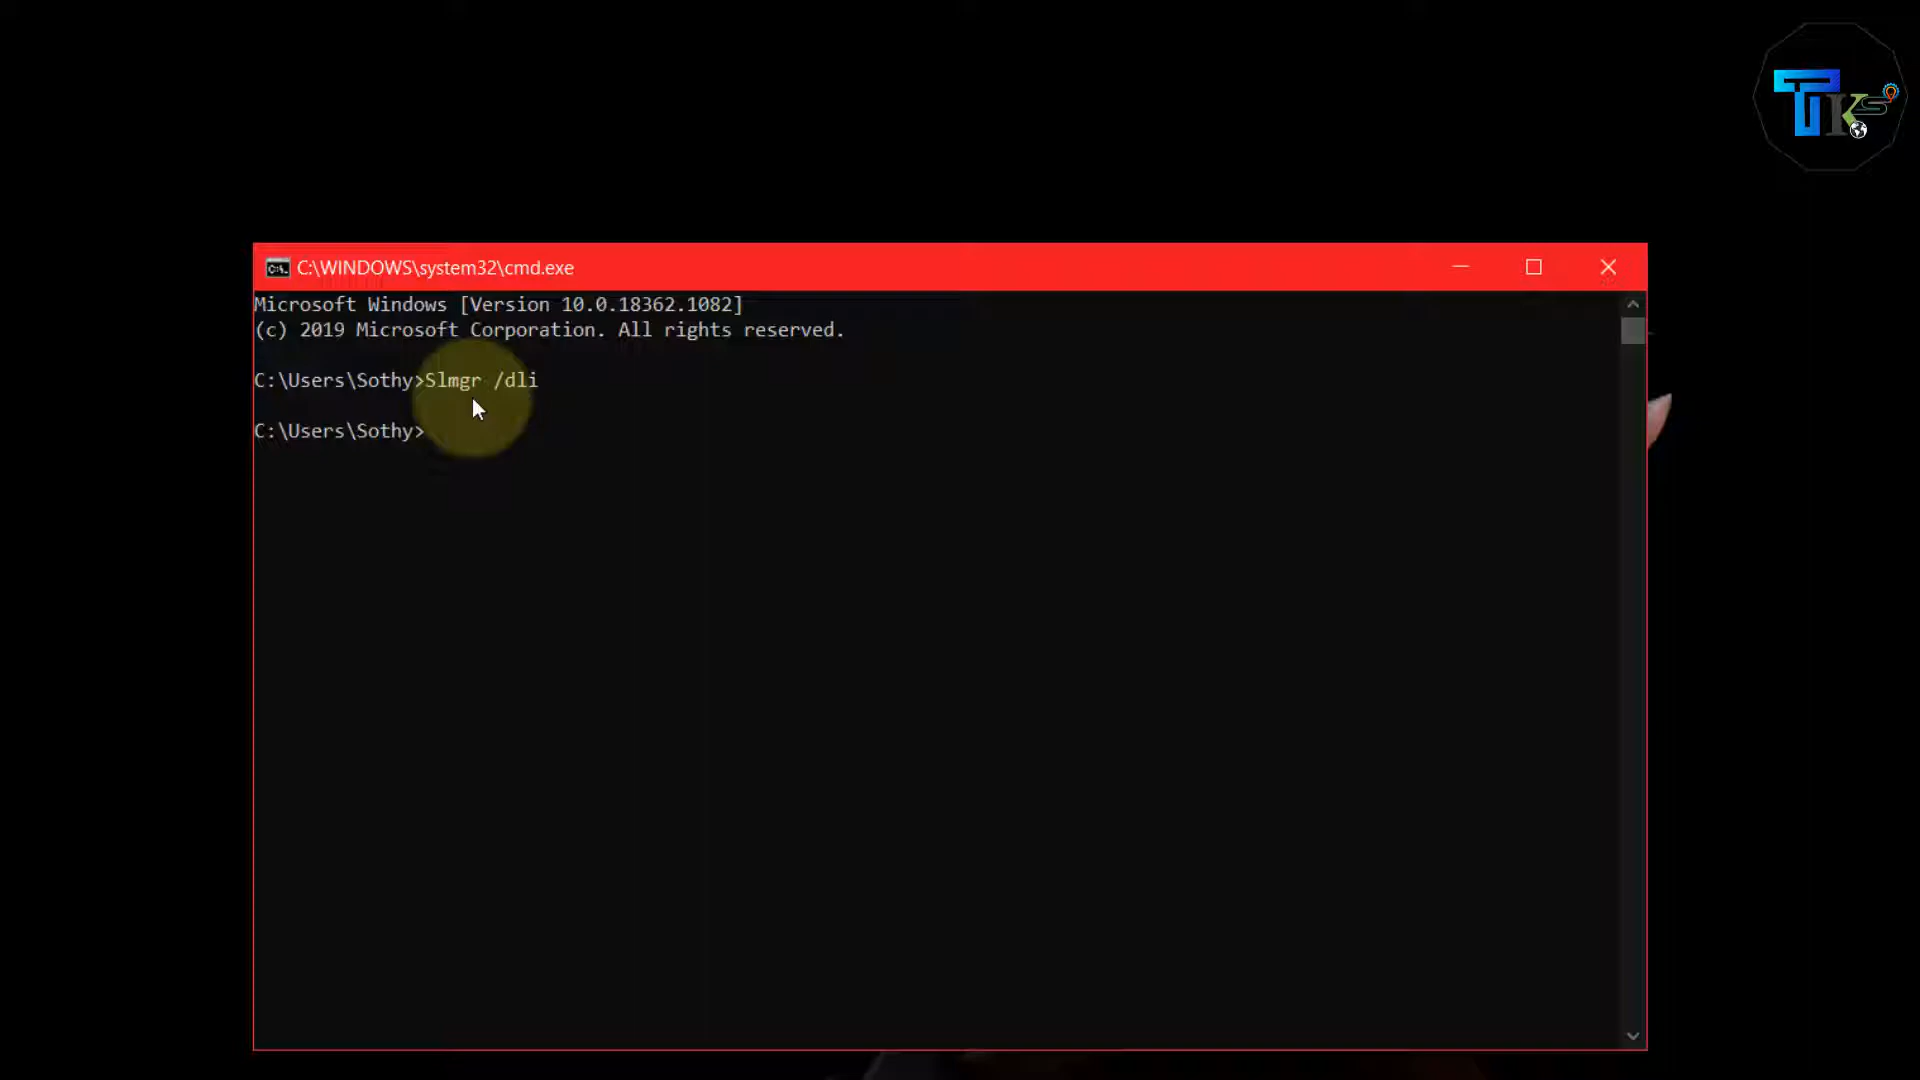 TKS
C:\WINDOWS\system32\cmd.exe
Microsoft Windows [Version 10.0.18362.1082]
(c) 2019 Microsoft Corporation. All rights reserved.
C:\Users\Sothy>Slmgr /dli
C:\Users\Sothy>